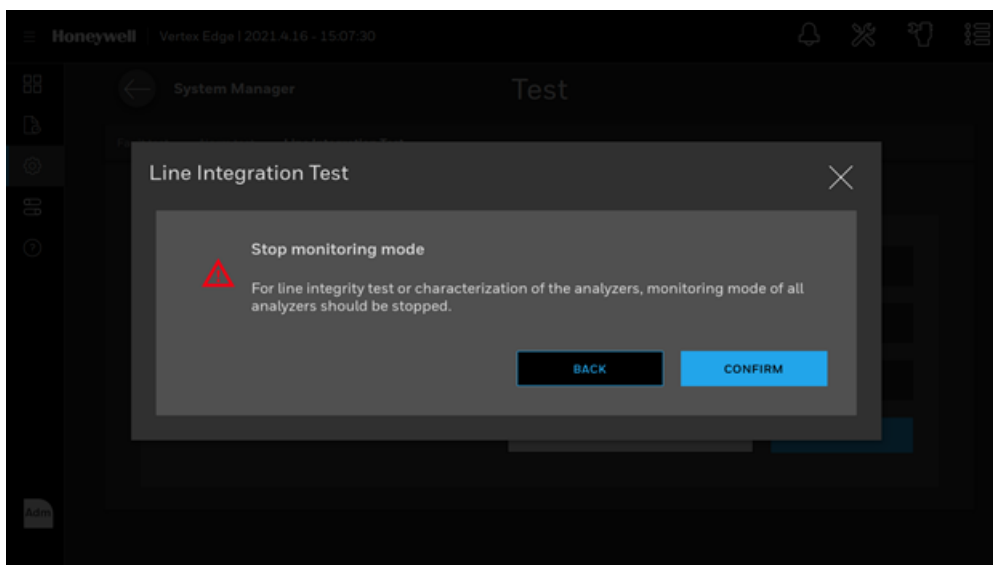 Honeywell | Vertex Edge | 2021.4.16 - 15:07:30
System Manager
Test
Line Integration Test
Stop monitoring mode
For line integrity test or characterization of the analyzers, monitoring mode of all
analyzers should be stopped.
BACK
CONFIRM
Adm